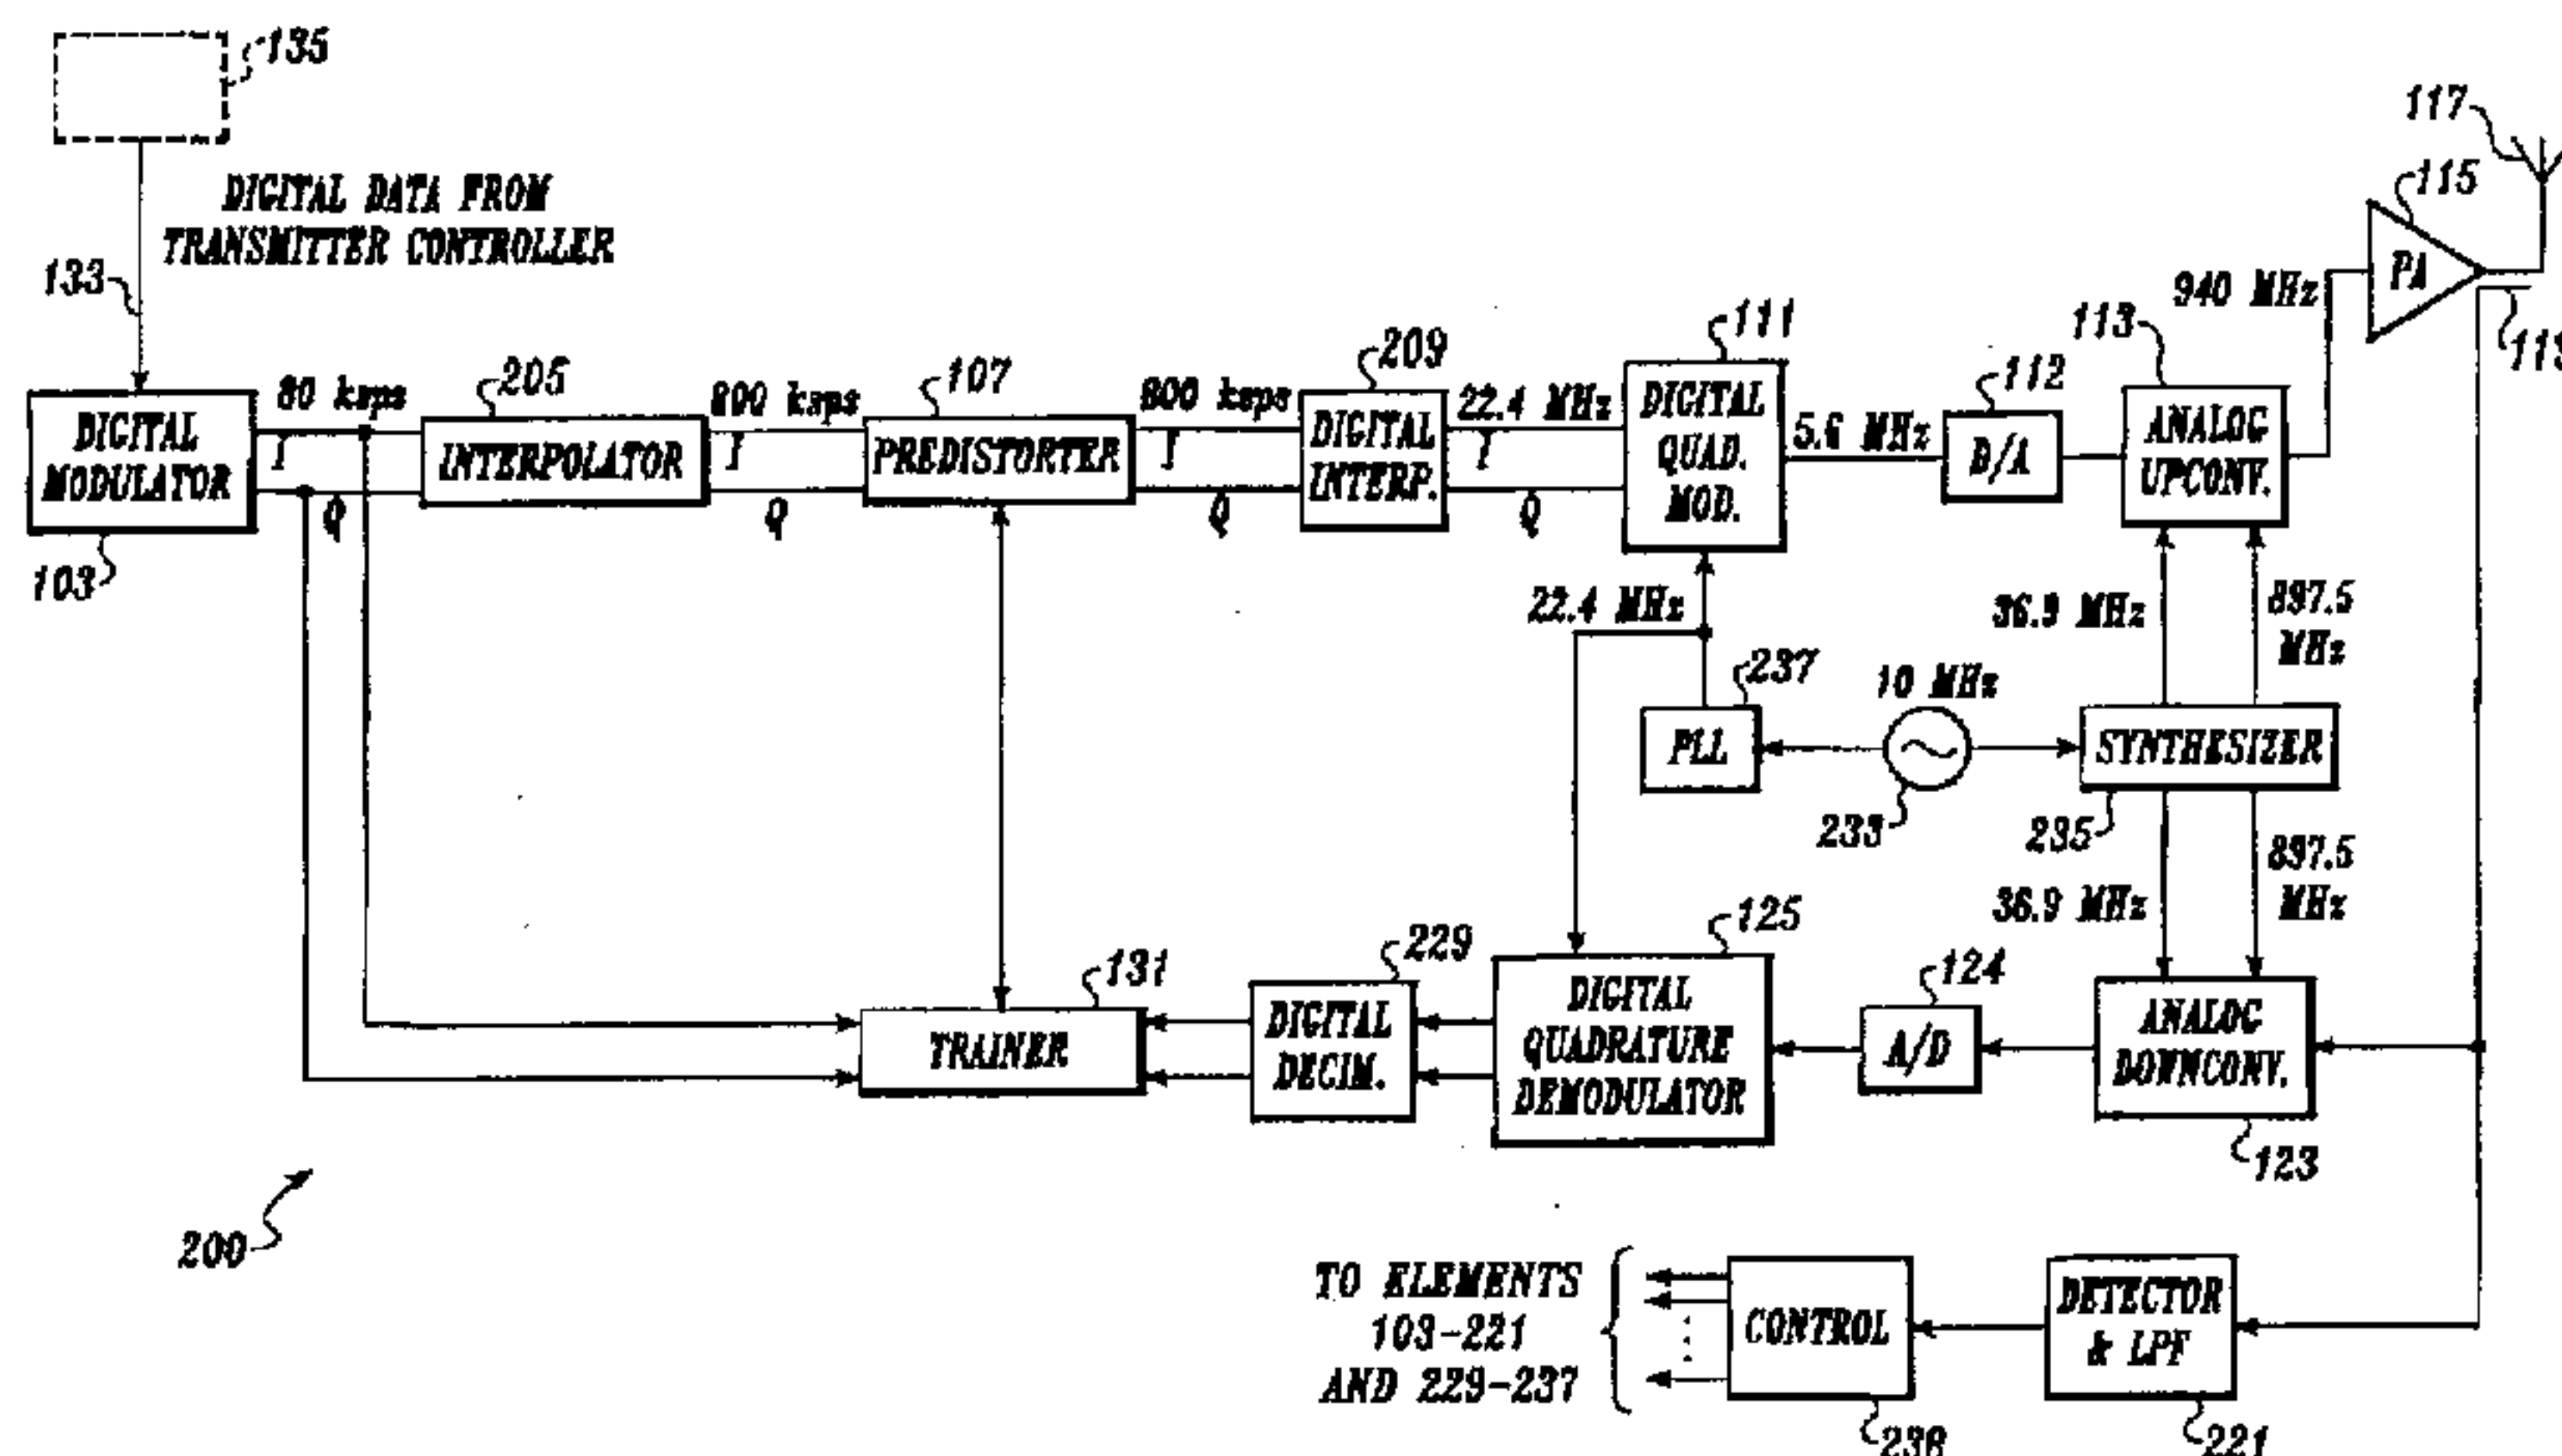 135
DIGITAL DATA FROM
TRANSMITTER CONTROLLER
133
DIGITAL
MODULATOR
103
80 ksps
I
Q
205
INTERPOLATOR
800 ksps
I
Q
107
PREDISTORTER
800 ksps
I
Q
209
DIGITAL
INTERP.
22.4 MHz
I
Q
111
DIGITAL
QUAD.
MOD.
5.6 MHz
112
D/A
113
ANALOG
UPCONV.
940 MHz
115
PA
117
36.9 MHz
897.5
MHz
22.4 MHz
237
PLL
10 MHz
233
SYNTHESIZER
235
36.9 MHz
897.5
MHz
131
TRAINER
229
DIGITAL
DECIM.
125
DIGITAL
QUADRATURE
DEMODULATOR
124
A/D
ANALOG
DOWNCONV.
123
200
TO ELEMENTS
103-221
AND 229-237
CONTROL
DETECTOR
& LPF
221